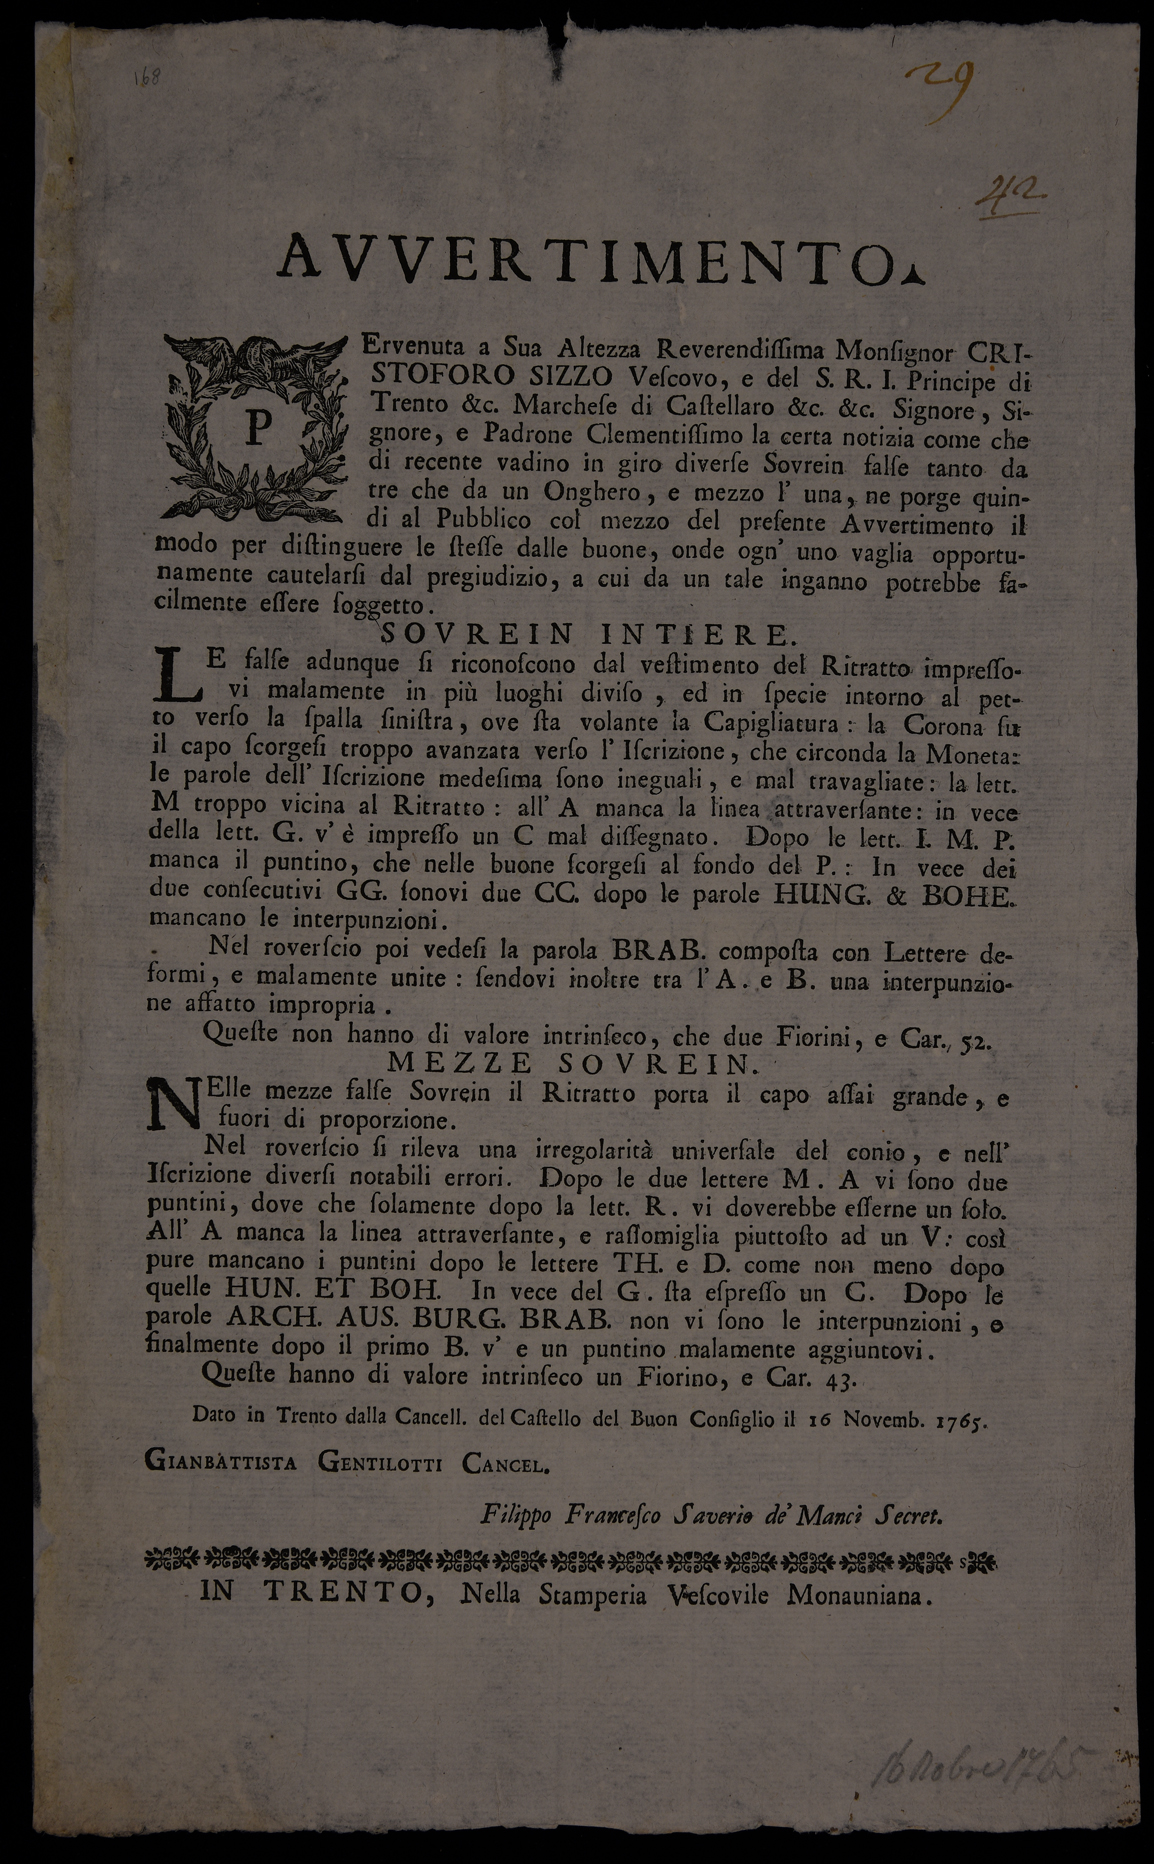 168
29
42
AVVERTIMENTO.
PErvenuta a Sua Altezza Reverendiſſima Monſignor CRI-
STOFORO SIZZO Veſcovo, e del S. R. I. Principe di
Trento &c. Marcheſe di Caſtellaro &c. &c. Signore, Si-
gnore, e Padrone Clementiſſimo la certa notizia come che
di recente vadino in giro diverſe Sovrein falſe tanto da
tre che da un Onghero, e mezzo l' una, ne porge quin-
di al Pubblico col mezzo del preſente Avvertimento il
modo per diſtinguere le ſteſſe dalle buone, onde ogn' uno vaglia opportu-
namente cautelarſi dal pregiudizio, a cui da un tale inganno potrebbe fa-
cilmente eſſere ſoggetto.
SOVREIN INTIERE.
LE falſe adunque ſi riconoſcono dal veſtimento del Ritratto impreſſo-
vi malamente in più luoghi diviſo, ed in ſpecie intorno al pet-
to verſo la ſpalla ſiniſtra, ove ſta volante la Capigliatura: la Corona ſu
il capo ſcorgeſi troppo avanzata verſo l' Iſcrizione, che circonda la Moneta:
le parole dell' Iſcrizione medeſima ſono ineguali, e mal travagliate: la lett.
M troppo vicina al Ritratto: all' A manca la linea attraverſante: in vece
della lett. G. v' è impreſſo un C mal diſſegnato. Dopo le lett. I. M. P.
manca il puntino, che nelle buone ſcorgeſi al fondo del P.: In vece dei
due conſecutivi GG. ſonovi due CC. dopo le parole HUNG. & BOHE.
mancano le interpunzioni.
Nel roverſcio poi vedeſi la parola BRAB. compoſta con Lettere de-
formi, e malamente unite: ſendovi inoltre tra l' A. e B. una interpunzio-
ne affatto impropria.
Queſte non hanno di valore intrinſeco, che due Fiorini, e Car., 52.
MEZZE SOVREIN.
NElle mezze falſe Sovrein il Ritratto porta il capo aſſai grande, e
fuori di proporzione.
Nel roverſcio ſi rileva una irregolarità univerſale del conio, e nell'
Iſcrizione diverſi notabili errori. Dopo le due lettere M. A vi ſono due
puntini, dove che ſolamente dopo la lett. R. vi doverebbe eſſerne un ſolo.
All' A manca la linea attraverſante, e raſſomiglia piuttoſto ad un V: così
pure mancano i puntini dopo le lettere TH. e D. come non meno dopo
quelle HUN. ET BOH. In vece del G. ſta eſpreſſo un C. Dopo le
parole ARCH. AUS. BURG. BRAB. non vi ſono le interpunzioni, e
finalmente dopo il primo B. v' e un puntino malamente aggiuntovi.
Queſte hanno di valore intrinſeco un Fiorino, e Car. 43.
Dato in Trento dalla Cancell. del Caſtello del Buon Conſiglio il 16 Novemb. 1765.
GIANBATTISTA GENTILOTTI CANCEL.
Filippo Franceſco Saverio de' Manci Secret.
IN TRENTO, Nella Stamperia Veſcovile Monauniana.
1765